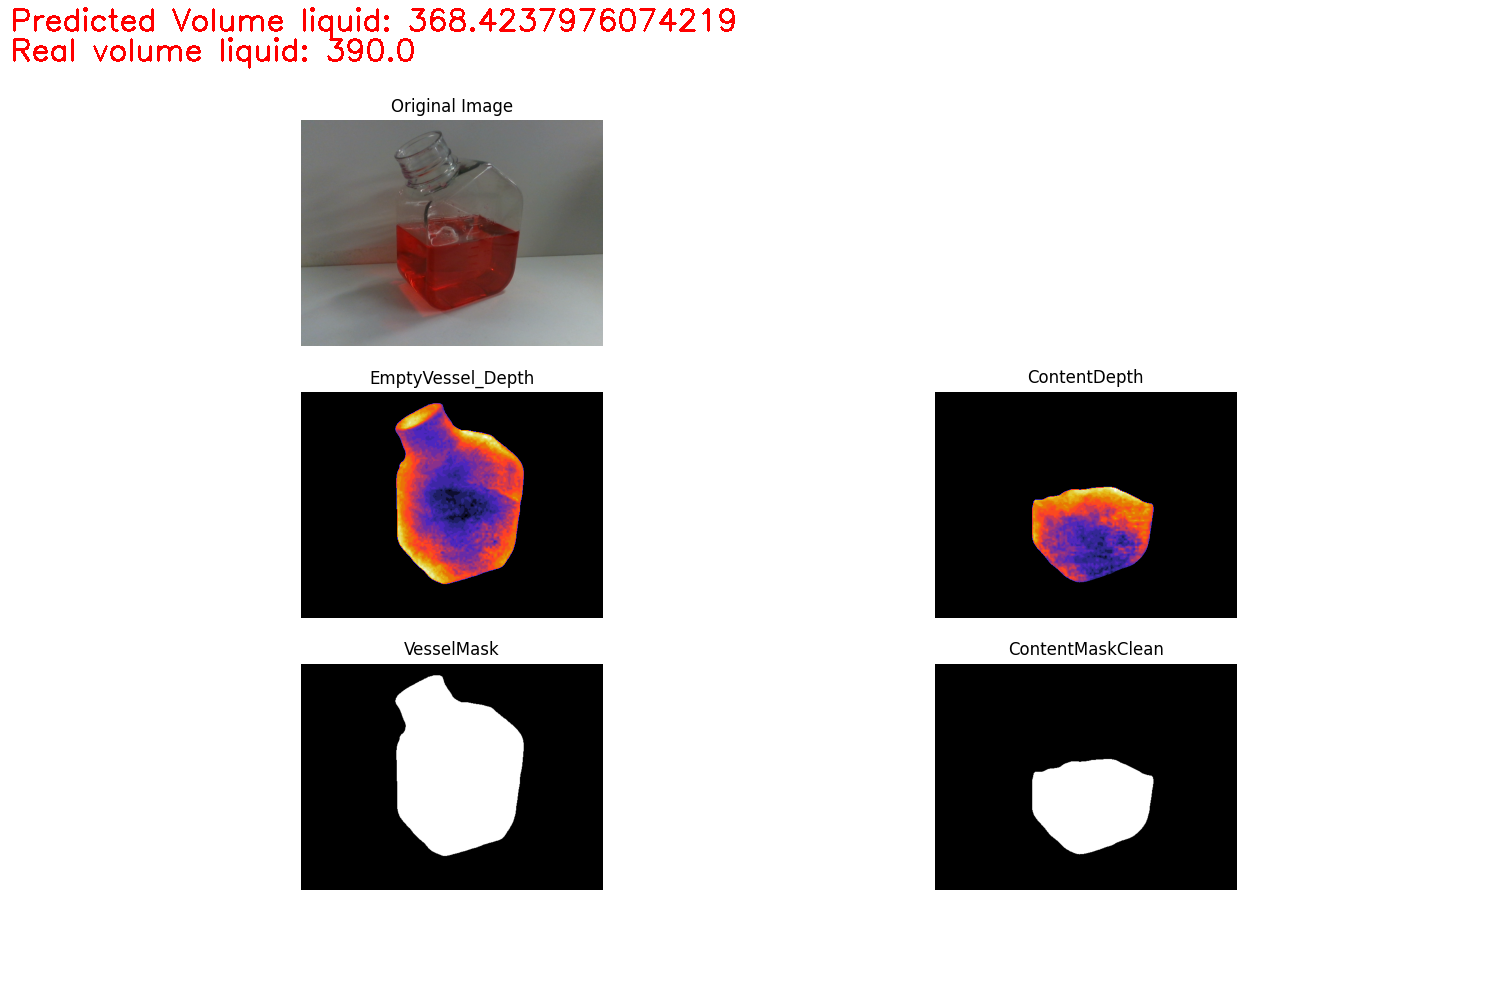 Predicted Volume liquid: 368.4237976074219
Real volume liquid: 390.0
Original Image
EmptyVessel_Depth
ContentDepth
VesselMask
ContentMaskClean